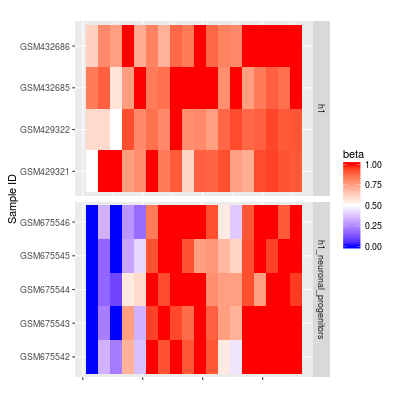 GSM432686
GSM432685
GSM429322
GSM429321
h1
GSM675546
GSM675545
GSM675544
GSM675543
GSM675542
h1_neuronal_progenitors
Sample ID
beta
1.00
0.75
0.50
0.25
0.00